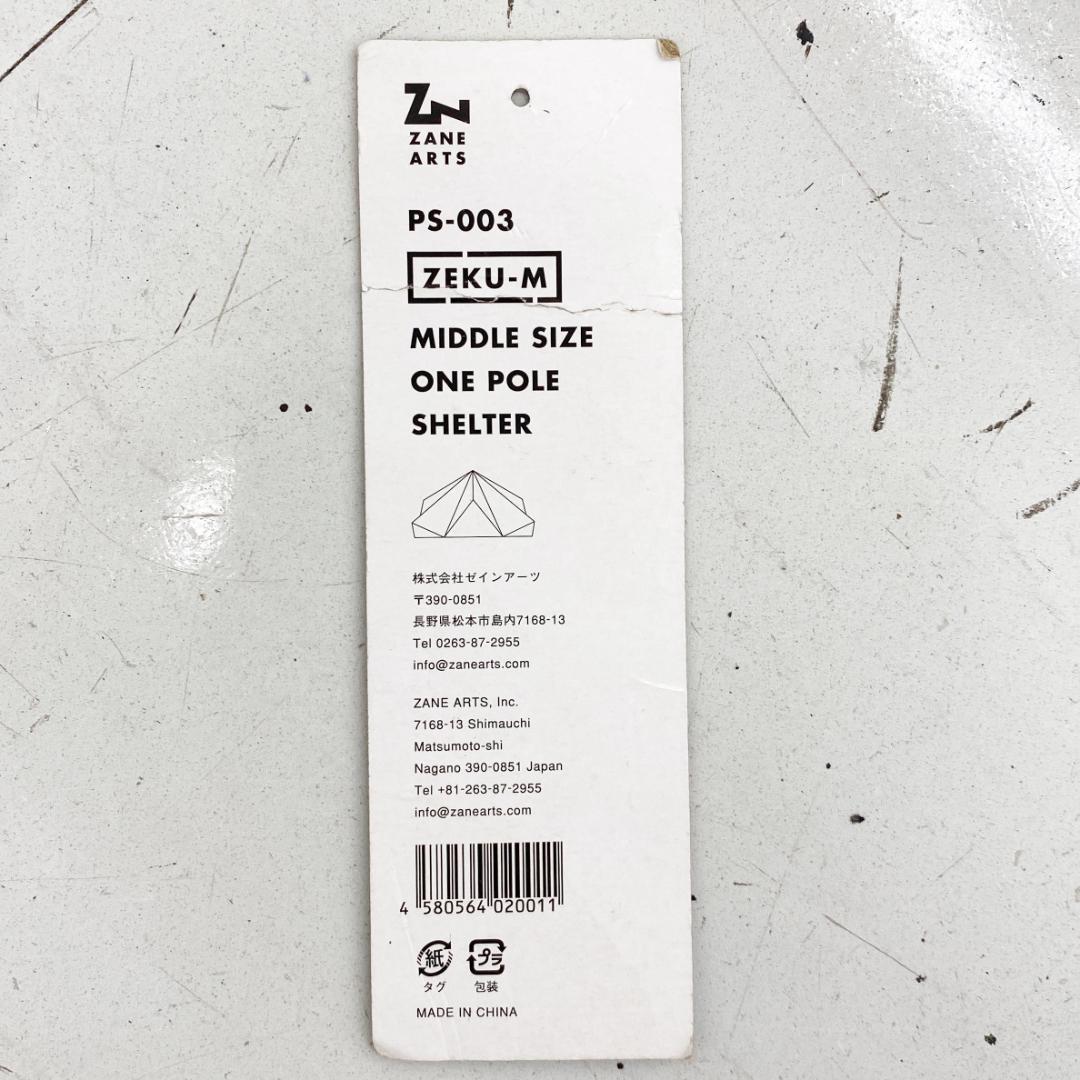 ZN
ZANE
ARTS
PS-003
ZEKU-M
MIDDLE SIZE
ONE POLE
SHELTER
株式会社ゼインアーツ
〒390-0851
長野県松本市島内7168-13
Tel 0263-87-2955
info@zanearts.com
ZANE ARTS, Inc.
7168-13 Shimauchi
Matsumoto-shi
Nagano 390-0851 Japan
Tel +81-263-87-2955
info@zanearts.com
4 580564 020011
紙 プラ
タグ 包装
MADE IN CHINA